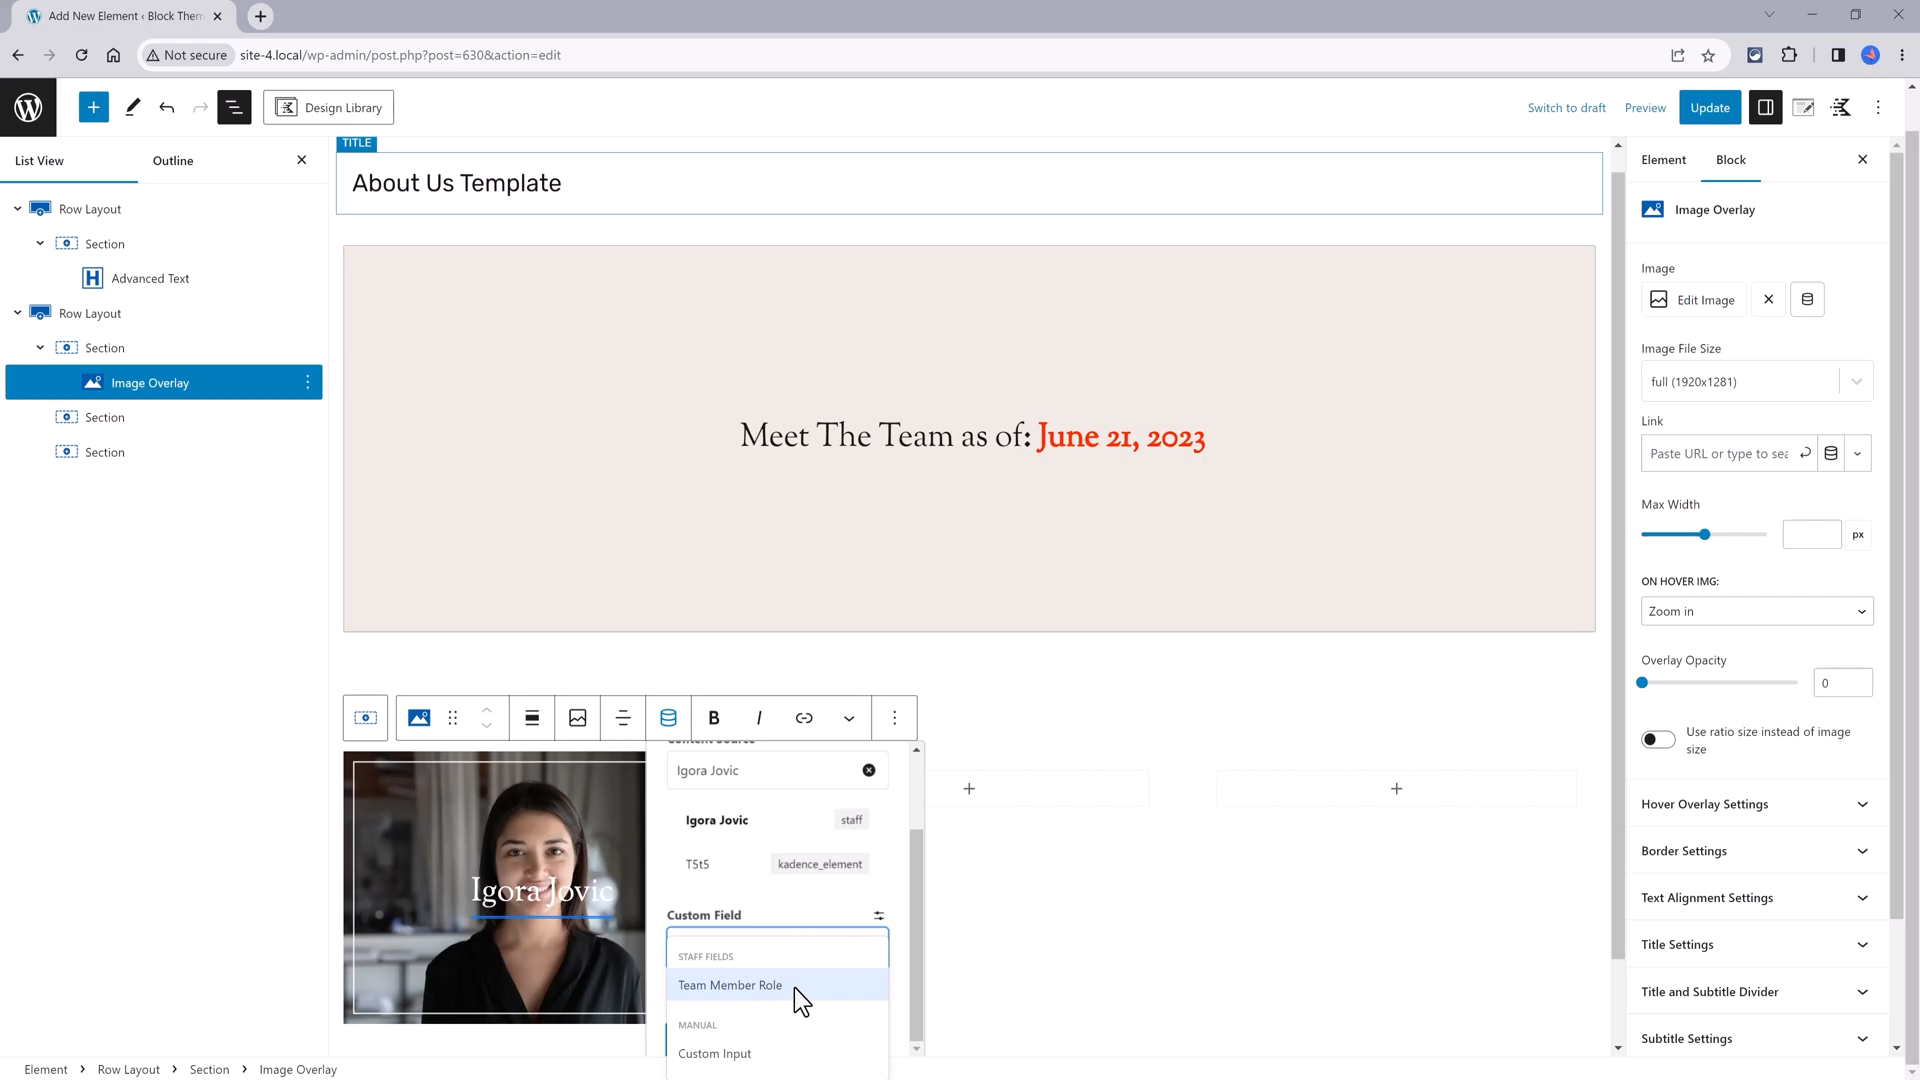 Add New Element ‹ Block Them
Not secure
site-4.local/wp-admin/post.php?post=630&action=edit
Design Library
Switch to draft
Preview
Update
List View
Outline
Row Layout
Section
Advanced Text
Row Layout
Section
Image Overlay
Section
Section
TITLE
About Us Template
Meet The Team as of: June 21, 2023
B
I
Content Source
Igora Jovic
Igora Jovic
staff
T5t5
kadence_element
Custom Field
STAFF FIELDS
Team Member Role
MANUAL
Custom Input
Igora Jovic
Element
Block
Image Overlay
Image
Edit Image
Image File Size
full (1920x1281)
Link
Paste URL or type to sea
Max Width
px
ON HOVER IMG:
Zoom in
Overlay Opacity
0
Use ratio size instead of image
size
Hover Overlay Settings
Border Settings
Text Alignment Settings
Title Settings
Title and Subtitle Divider
Subtitle Settings
Element
Row Layout
Section
Image Overlay